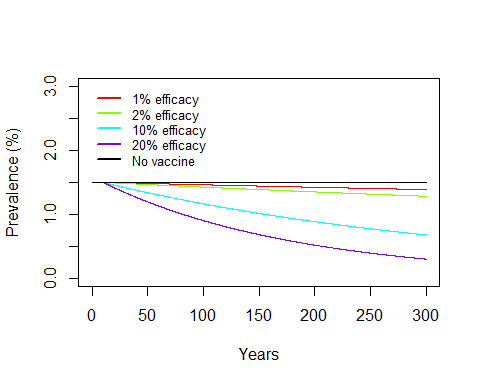 3.0
2.0
1.0
0.0
Prevalence (%)
1% efficacy
2% efficacy
10% efficacy
20% efficacy
No vaccine
0 50 100 150 200 250 300
Years